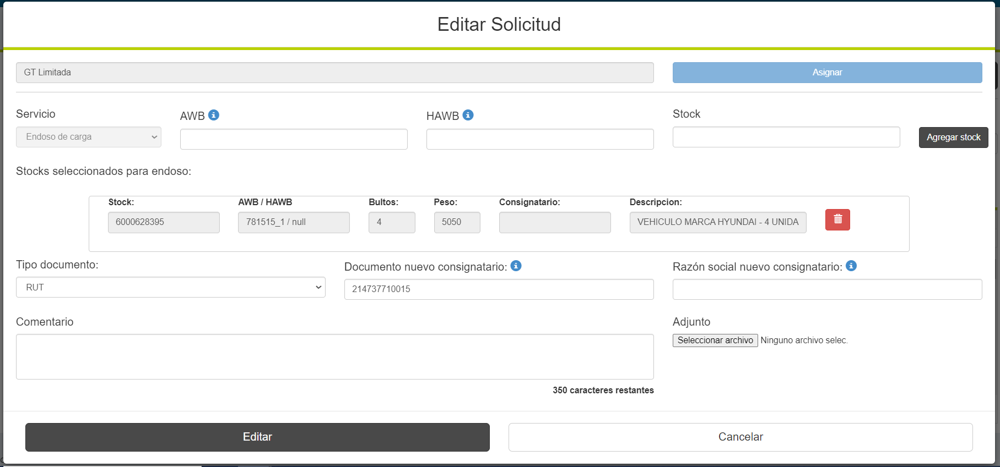 Editar Solicitud
GT Limitada
Asignar
Servicio
AWB
HAWB
Stock
Endoso de carga
Agregar stock
Stocks seleccionados para endoso:
Stock:
AWB / HAWB
Bultos:
Peso:
Consignatario:
Descripcion:
6000628395
781515_1 / null
4
5050
VEHICULO MARCA HYUNDAI - 4 UNIDA
Tipo documento:
Documento nuevo consignatario:
Razón social nuevo consignatario:
RUT
214737710015
Comentario
Adjunto
Seleccionar archivo
Ninguno archivo selec.
350 caracteres restantes
Editar
Cancelar